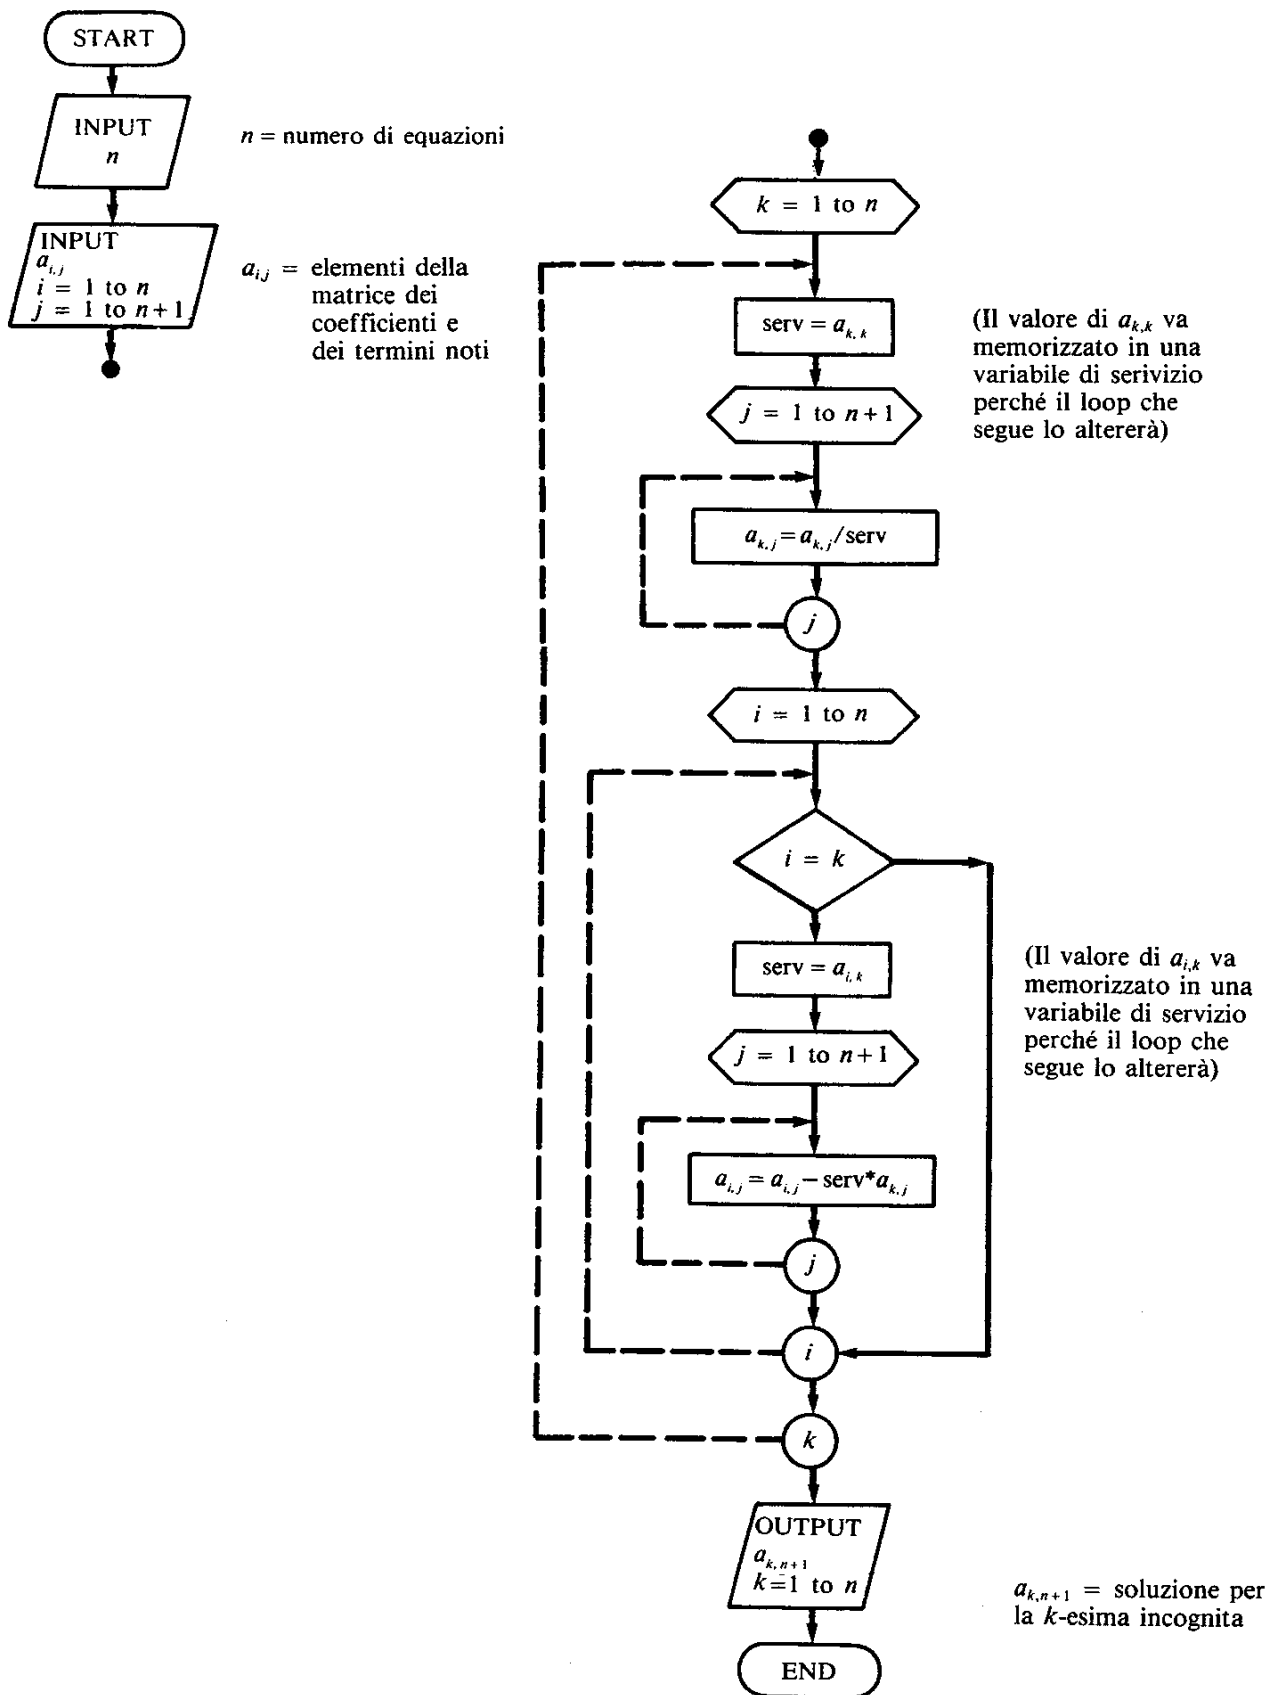 START
INPUT
n
n = numero di equazioni
INPUT
a_{i,j}
i = 1 to n
j = 1 to n+1
a_{i,j} = elementi della
matrice dei
coefficienti e
dei termini noti
k = 1 to n
serv = a_{k,k}
(Il valore di a_{k,k} va
memorizzato in una
variabile di serivizio
perché il loop che
segue lo altererà)
j = 1 to n+1
a_{k,j} = a_{k,j}/serv
j
i = 1 to n
i = k
serv = a_{i,k}
(Il valore di a_{i,k} va
memorizzato in una
variabile di servizio
perché il loop che
segue lo altererà)
j = 1 to n+1
a_{i,j} = a_{i,j} – serv*a_{k,j}
j
i
k
OUTPUT
a_{k,n+1}
k=1 to n
a_{k,n+1} = soluzione per
la k-esima incognita
END